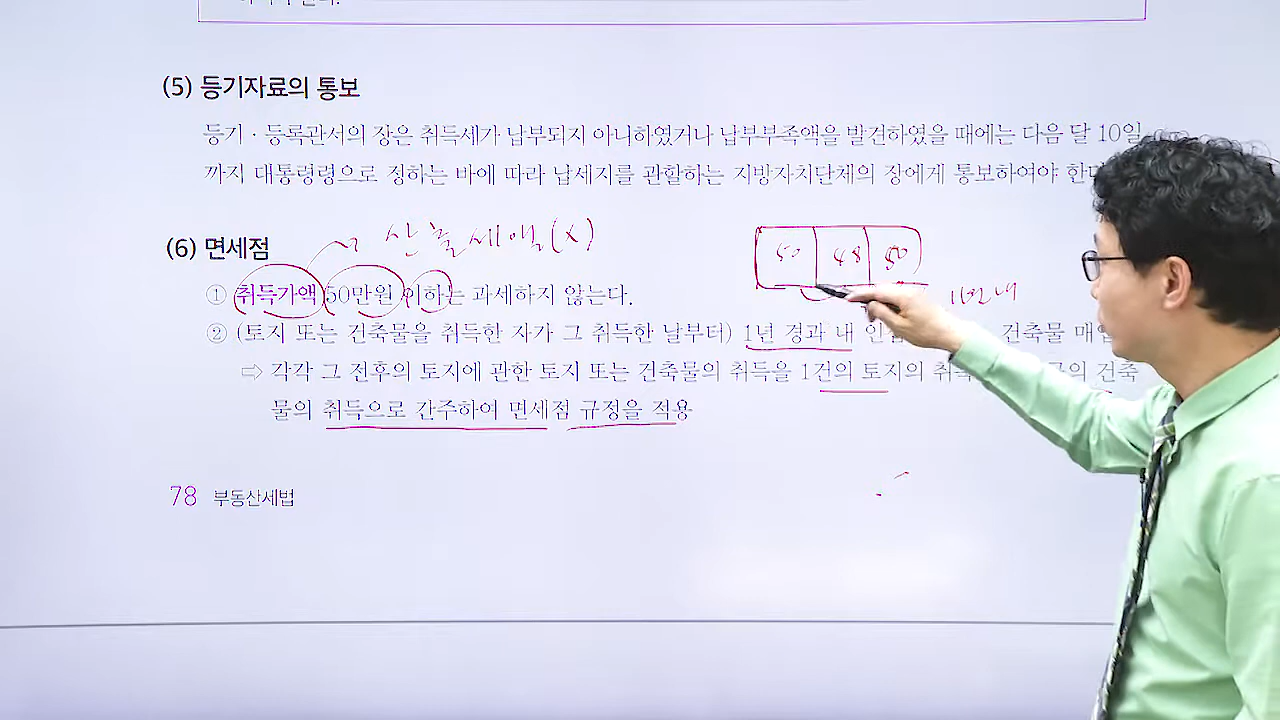 (5) 등기자료의 통보
등기 · 등록관서의 장은 취득세가 납부되지 아니하였거나 납부부족액을 발견하였을 때에는 다음 달 10일
까지 대통령령으로 정하는 바에 따라 납세지를 관할하는 지방자치단체의 장에게 통보하여야 한다
산출세액(X)
50 48 50
(6) 면세점
① 취득가액 50만원 이하는 과세하지 않는다.
1년내
② (토지 또는 건축물을 취득한 자가 그 취득한 날부터) 1년 경과 내 인접 건축물
⇨ 각각 그 전후의 토지에 관한 토지 또는 건축물의 취득을 1건의 토지의 건축
물의 취득으로 간주하여 면세점 규정을 적용
78 부동산세법